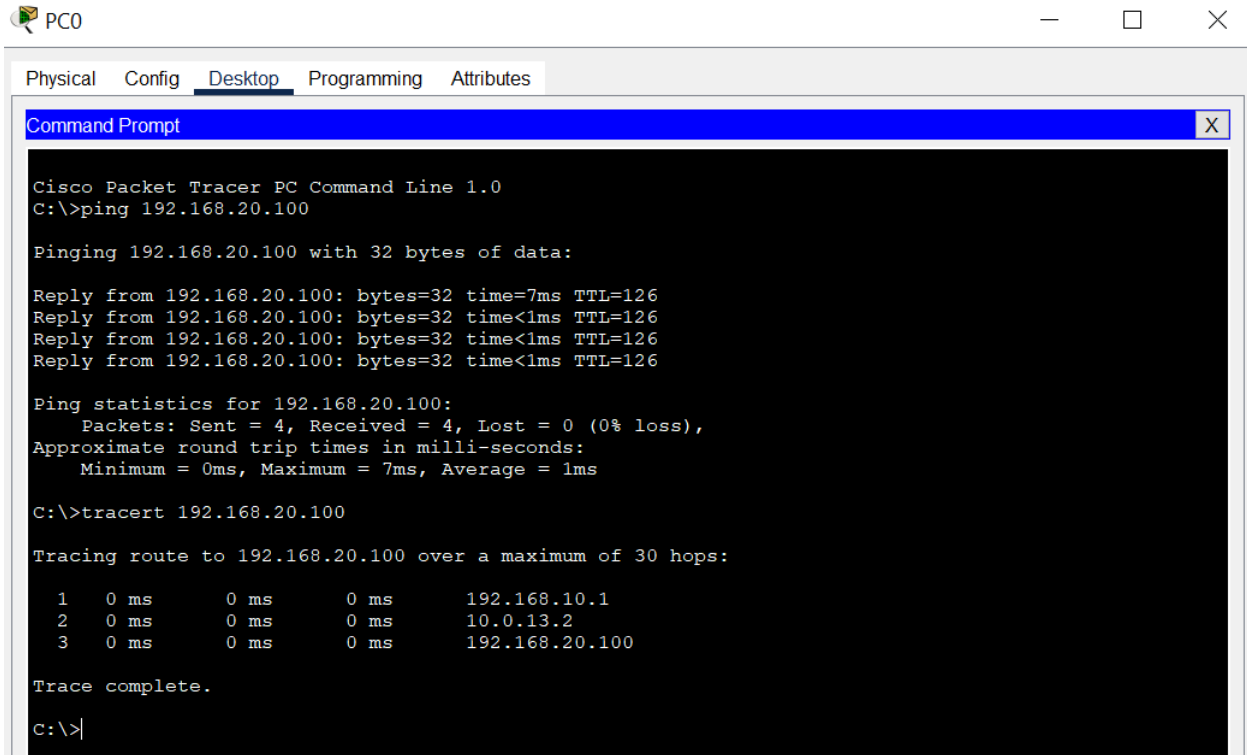 PC0
Physical Config Desktop Programming Attributes
Command Prompt X
Cisco Packet Tracer PC Command Line 1.0
C:\>ping 192.168.20.100
Pinging 192.168.20.100 with 32 bytes of data:
Reply from 192.168.20.100: bytes=32 time=7ms TTL=126
Reply from 192.168.20.100: bytes=32 time<1ms TTL=126
Reply from 192.168.20.100: bytes=32 time<1ms TTL=126
Reply from 192.168.20.100: bytes=32 time<1ms TTL=126
Ping statistics for 192.168.20.100:
    Packets: Sent = 4, Received = 4, Lost = 0 (0% loss),
Approximate round trip times in milli-seconds:
    Minimum = 0ms, Maximum = 7ms, Average = 1ms
C:\>tracert 192.168.20.100
Tracing route to 192.168.20.100 over a maximum of 30 hops:
  1   0 ms      0 ms      0 ms      192.168.10.1
  2   0 ms      0 ms      0 ms      10.0.13.2
  3   0 ms      0 ms      0 ms      192.168.20.100
Trace complete.
C:\>